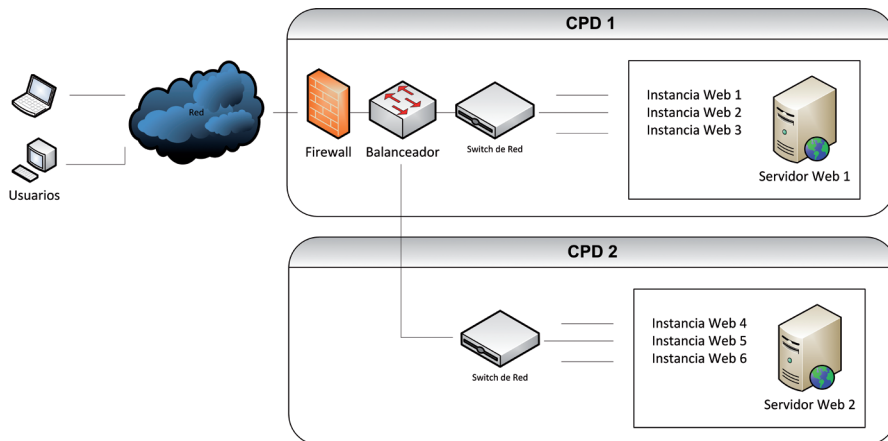 CPD 1
Red
Usuarios
Firewall
Balanceador
Switch de Red
Instancia Web 1
Instancia Web 2
Instancia Web 3
Servidor Web 1
CPD 2
Switch de Red
Instancia Web 4
Instancia Web 5
Instancia Web 6
Servidor Web 2